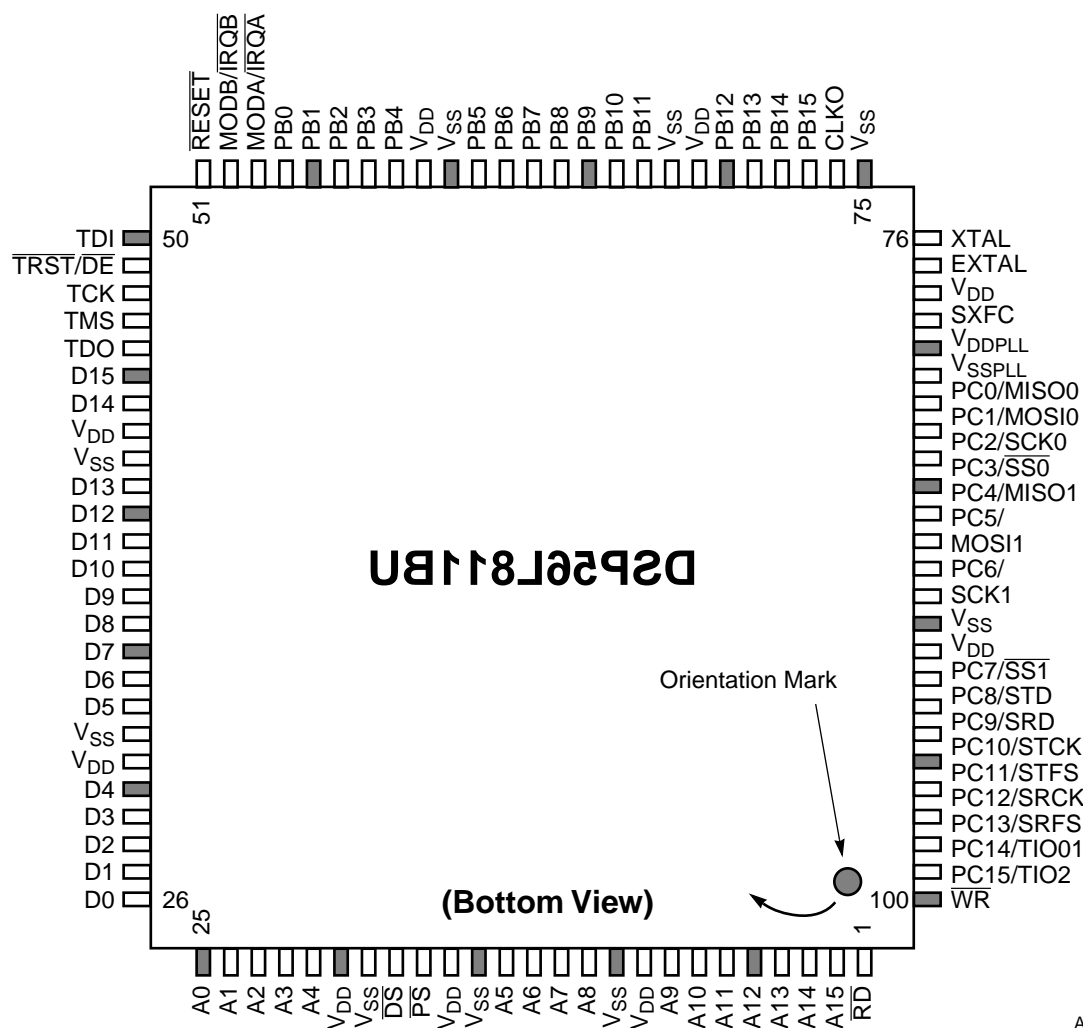 RESET
MODB/IRQB
MODA/IRQA
PB0
PB1
PB2
PB3
PB4
VDD
VSS
PB5
PB6
PB7
PB8
PB9
PB10
PB11
VSS
VDD
PB12
PB13
PB14
PB15
CLKO
VSS
51
75
TDI
TRST/DE
TCK
TMS
TDO
D15
D14
VDD
VSS
D13
D12
D11
D10
D9
D8
D7
D6
D5
VSS
VDD
D4
D3
D2
D1
D0
50
26
76
100
XTAL
EXTAL
VDD
SXFC
VDDPLL
VSSPLL
PC0/MISO0
PC1/MOSI0
PC2/SCK0
PC3/SS0
PC4/MISO1
PC5/
MOSI1
PC6/
SCK1
VSS
VDD
PC7/SS1
PC8/STD
PC9/SRD
PC10/STCK
PC11/STFS
PC12/SRCK
PC13/SRFS
PC14/TIO01
PC15/TIO2
WR
DSP56L811BU
Orientation Mark
(Bottom View)
25
1
A0
A1
A2
A3
A4
VDD
VSS
DS
PS
VDD
VSS
A5
A6
A7
A8
VSS
VDD
A9
A10
A11
A12
A13
A14
A15
RD
A